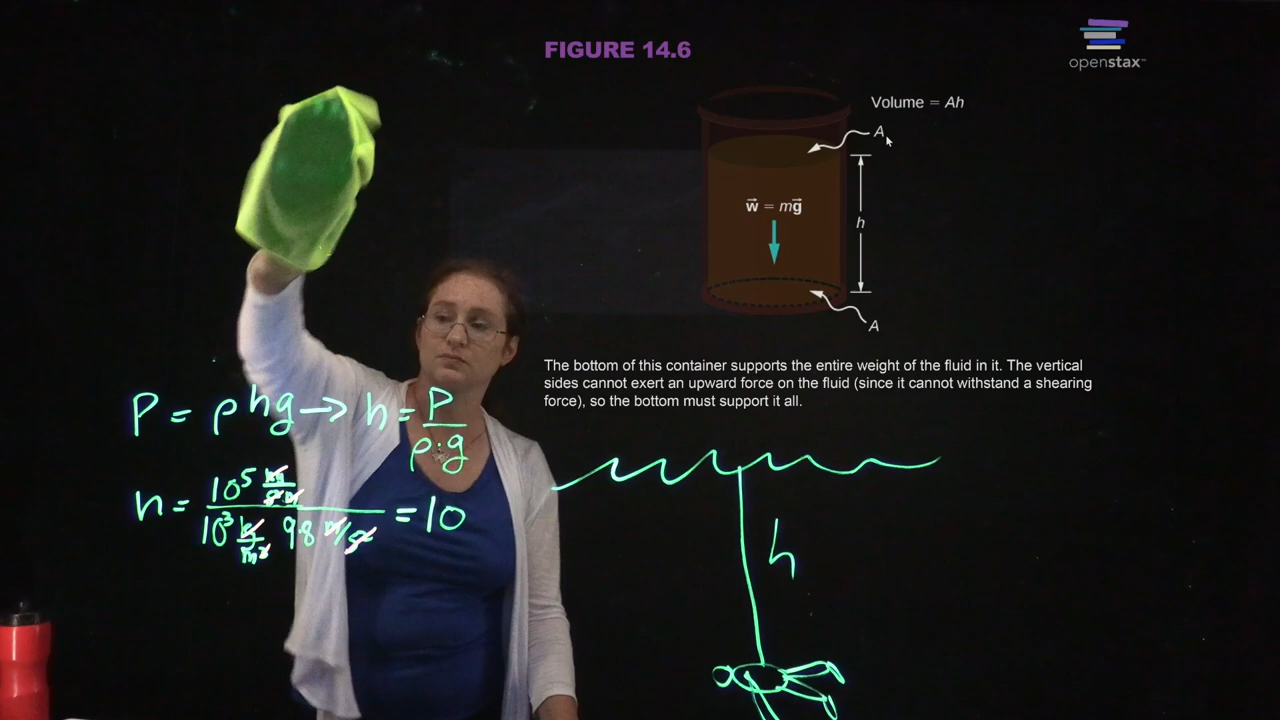 FIGURE 14.6
openstax™
Volume = Ah
A
w⃗ = mg⃗
h
A
The bottom of this container supports the entire weight of the fluid in it. The vertical
sides cannot exert an upward force on the fluid (since it cannot withstand a shearing
force), so the bottom must support it all.
P = ρhg → h = P / ρ·g
h = 10⁵ / 10³ 9.8 m/s² = 10
h